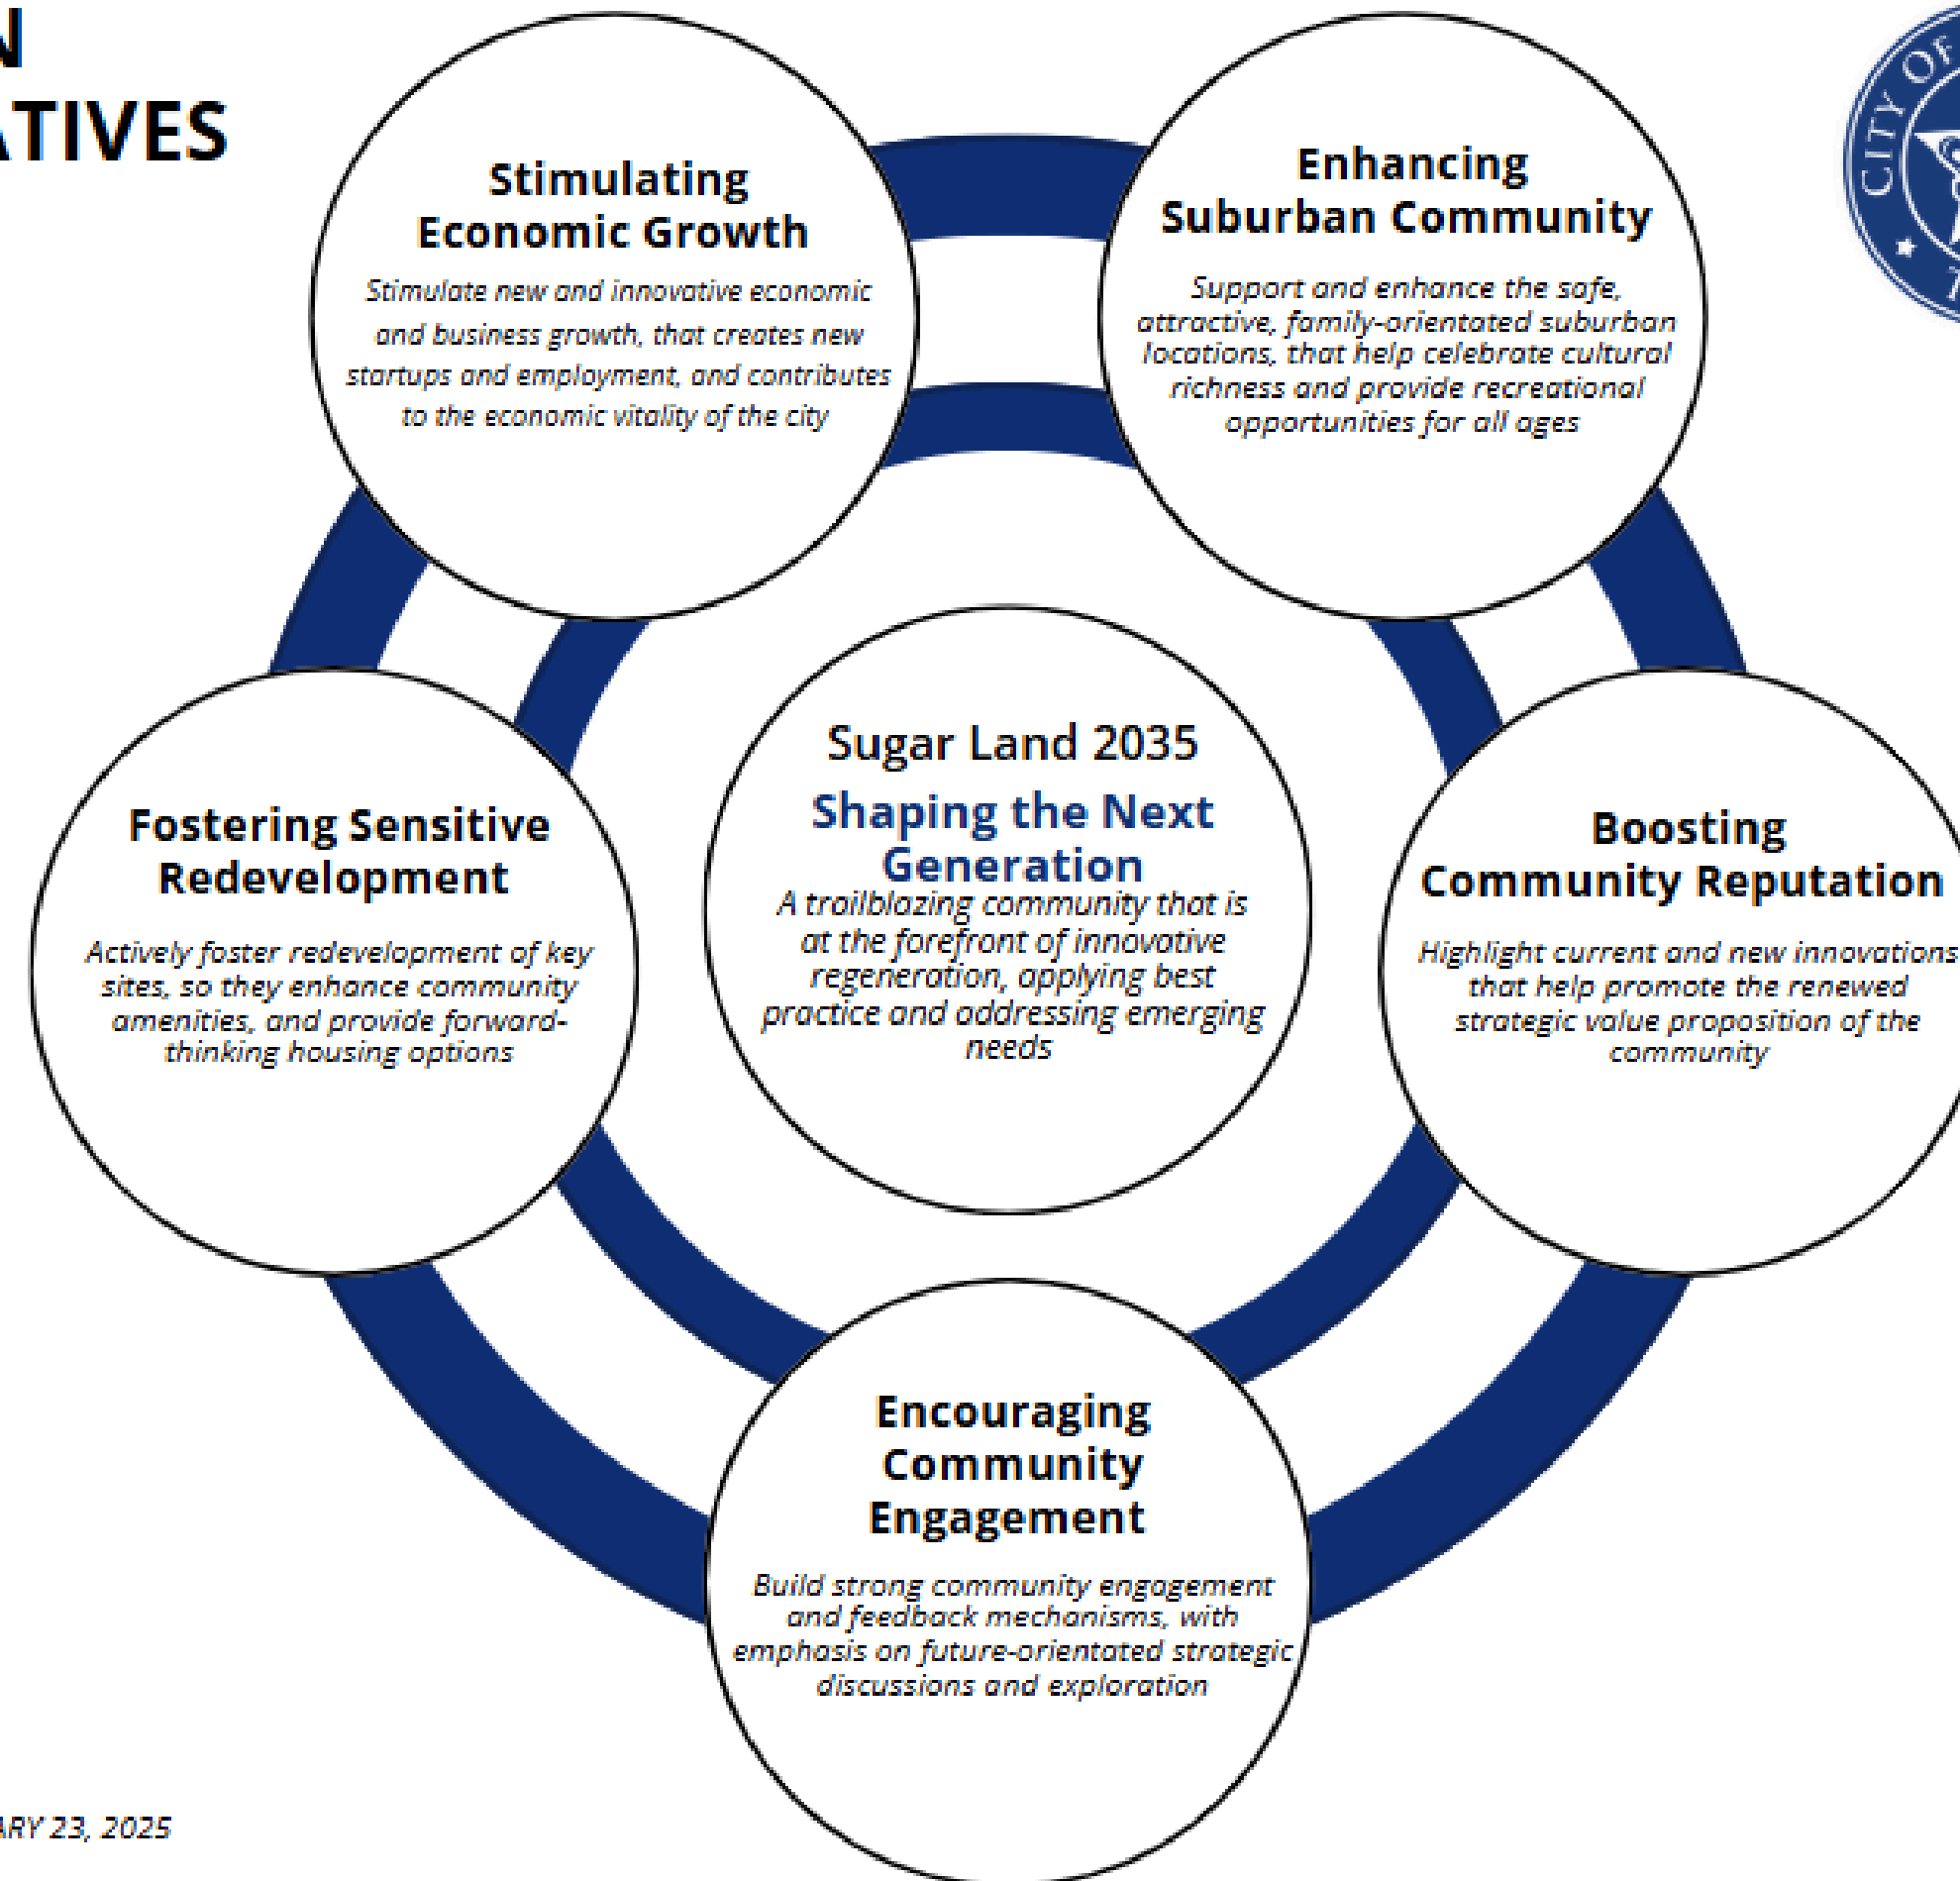 N
ATIVES
Stimulating
Economic Growth
Stimulate new and innovative economic
and business growth, that creates new
startups and employment, and contributes
to the economic vitality of the city
Enhancing
Suburban Community
Support and enhance the safe,
attractive, family-orientated suburban
locations, that help celebrate cultural
richness and provide recreational
opportunities for all ages
CITY OF
T
Fostering Sensitive
Redevelopment
Actively foster redevelopment of key
sites, so they enhance community
amenities, and provide forward-
thinking housing options
Sugar Land 2035
Shaping the Next
Generation
A trailblazing community that is
at the forefront of innovative
regeneration, applying best
practice and addressing emerging
needs
Boosting
Community Reputation
Highlight current and new innovations
that help promote the renewed
strategic value proposition of the
community
Encouraging
Community
Engagement
Build strong community engagement
and feedback mechanisms, with
emphasis on future-orientated strategic
discussions and exploration
ARY 23, 2025